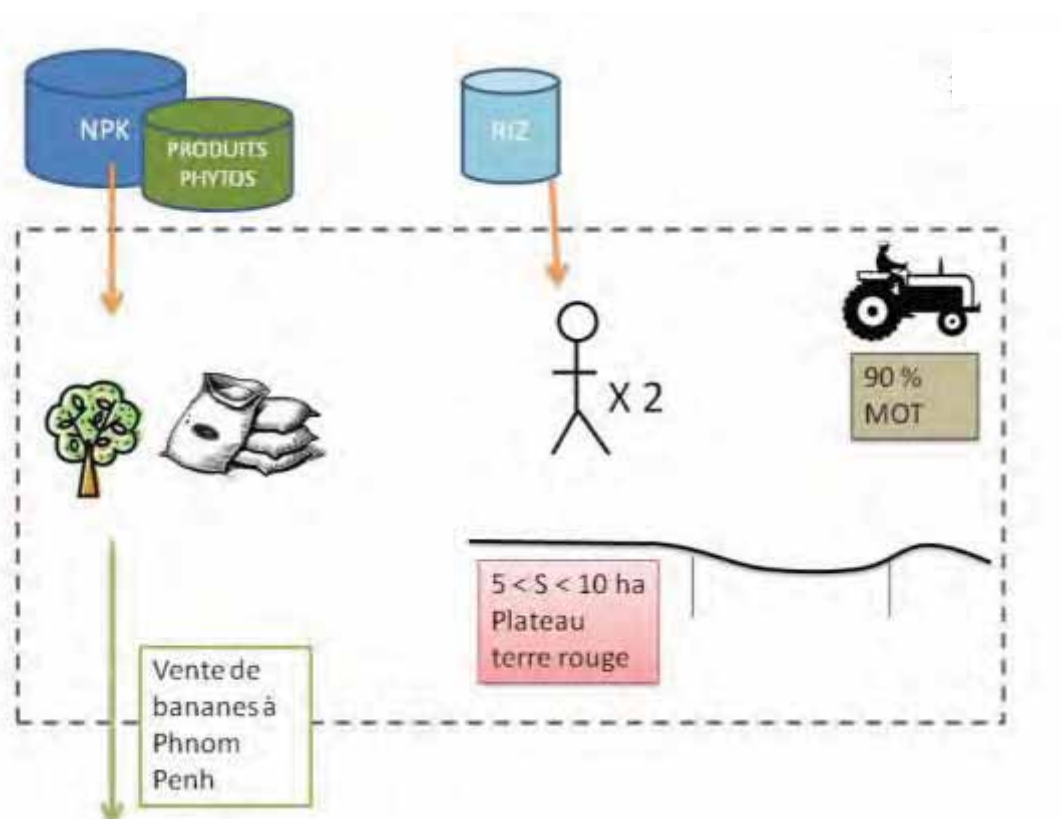 NPK
PRODUITS
PHYTOS
RIZ
X 2
90 %
MOT
5 < S < 10 ha
Plateau
terre rouge
Vente de
bananes à
Phnom
Penh